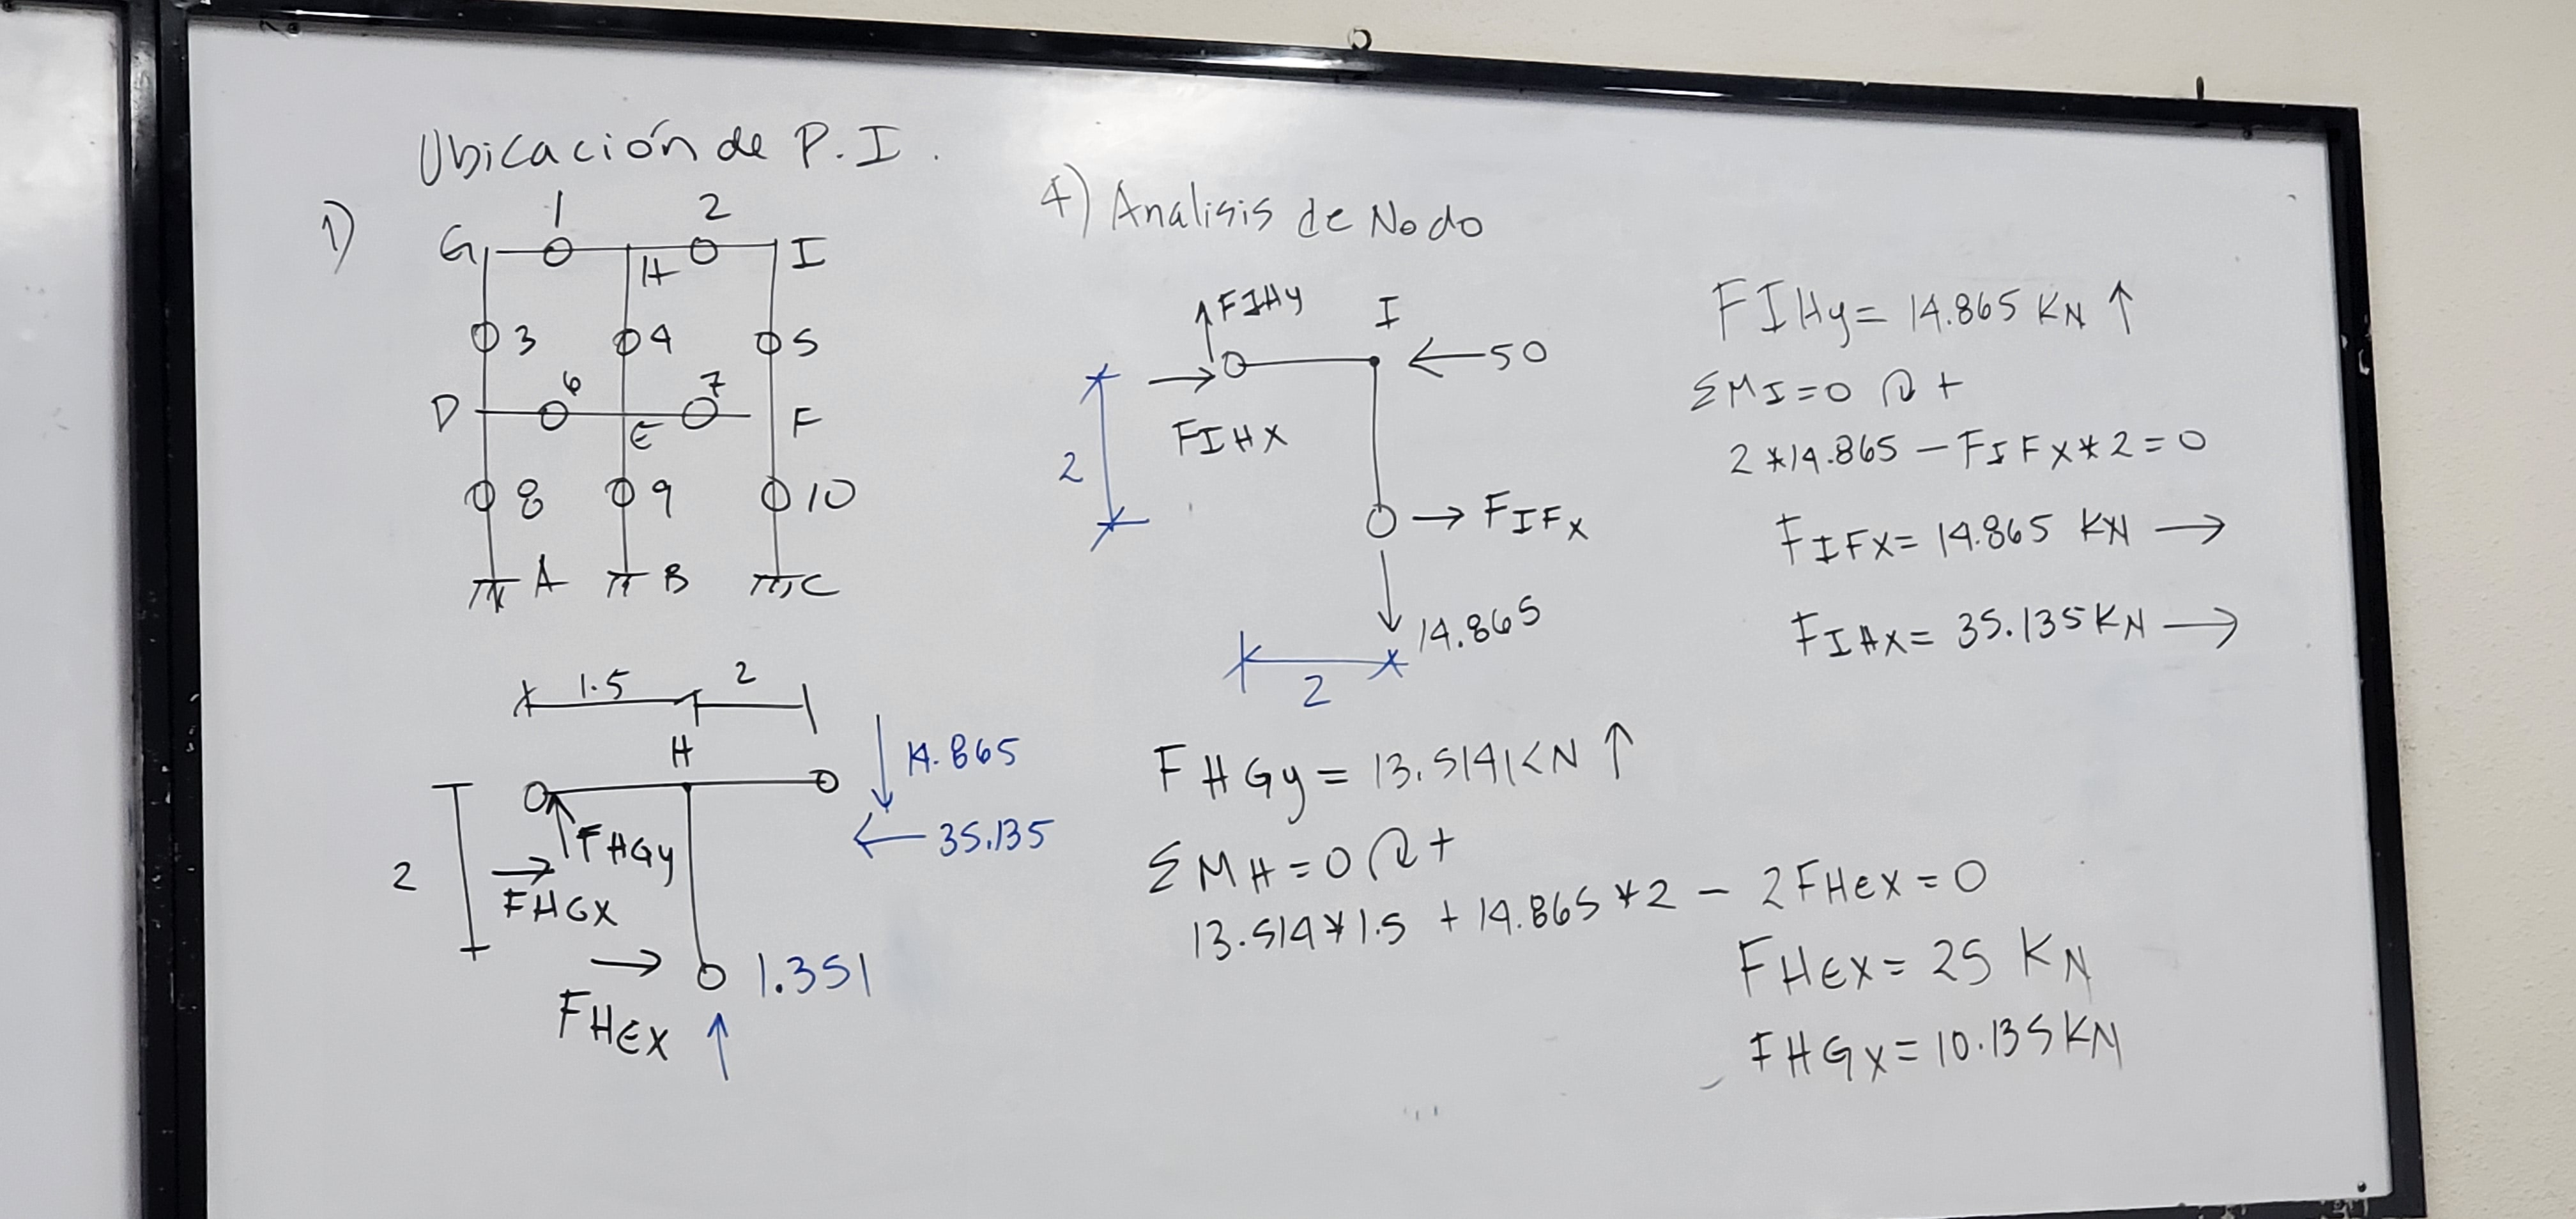 Ubicación de P.I.
1)
1 2
G H I
3 4 5
6 7
D E F
8 9 10
A B C
4) Analisis de Nodo
FIHy I
← 50
FIHX
2
→ FIFX
14.865
2
FIHy = 14.865 KN ↑
ΣMI=0 ↷ +
2*14.865 - FIFX*2=0
FIFX= 14.865 KN →
FIHX= 35.135 KN →
1.5 2
H
14.865
← 35.135
FHGy
2
→
FHGX
→ 1.351
FHEX ↑
FHGy = 13.514 KN ↑
ΣMH=0 ↷ +
13.514*1.5 + 14.865*2 - 2FHEX=0
FHEX= 25 KN
FHGX= 10.135 KN